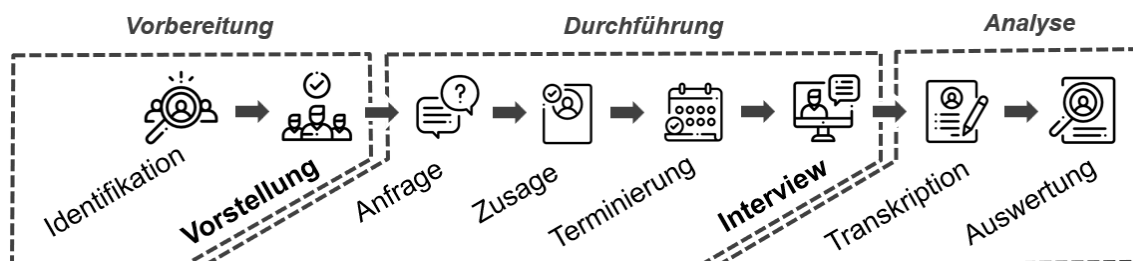 Vorbereitung
Durchführung
Analyse
?
Identifikation
Vorstellung
Anfrage
Zusage
Terminierung
Interview
Transkription
Auswertung